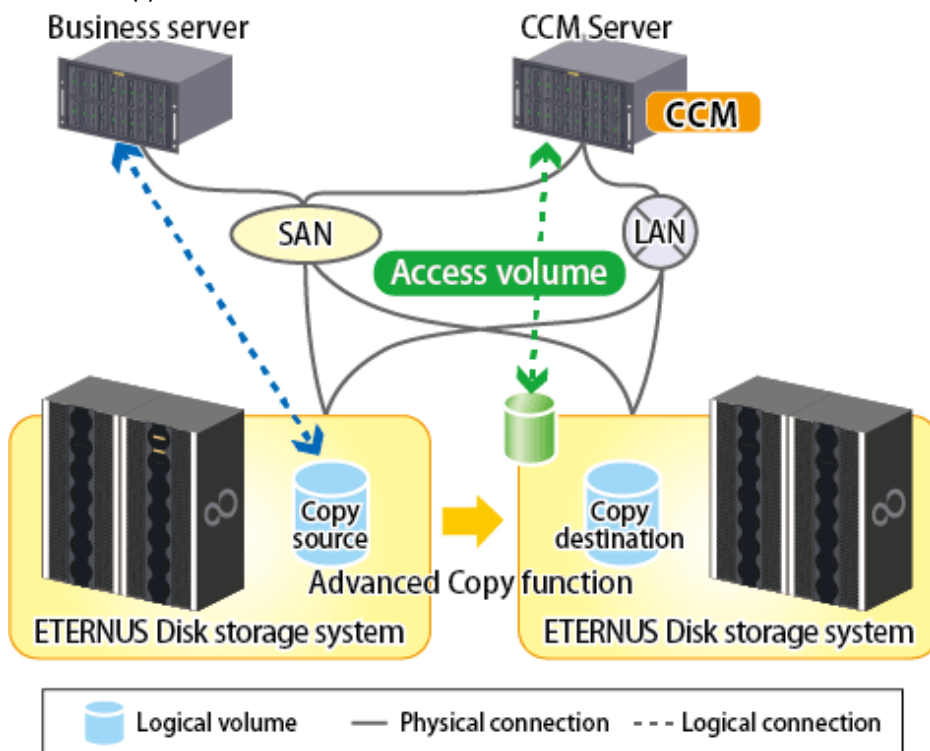 Business server
CCM Server
CCM
SAN
LAN
Access volume
Copy
source
Copy
destination
Advanced Copy function
ETERNUS Disk storage system
ETERNUS Disk storage system
Logical volume
Physical connection
Logical connection